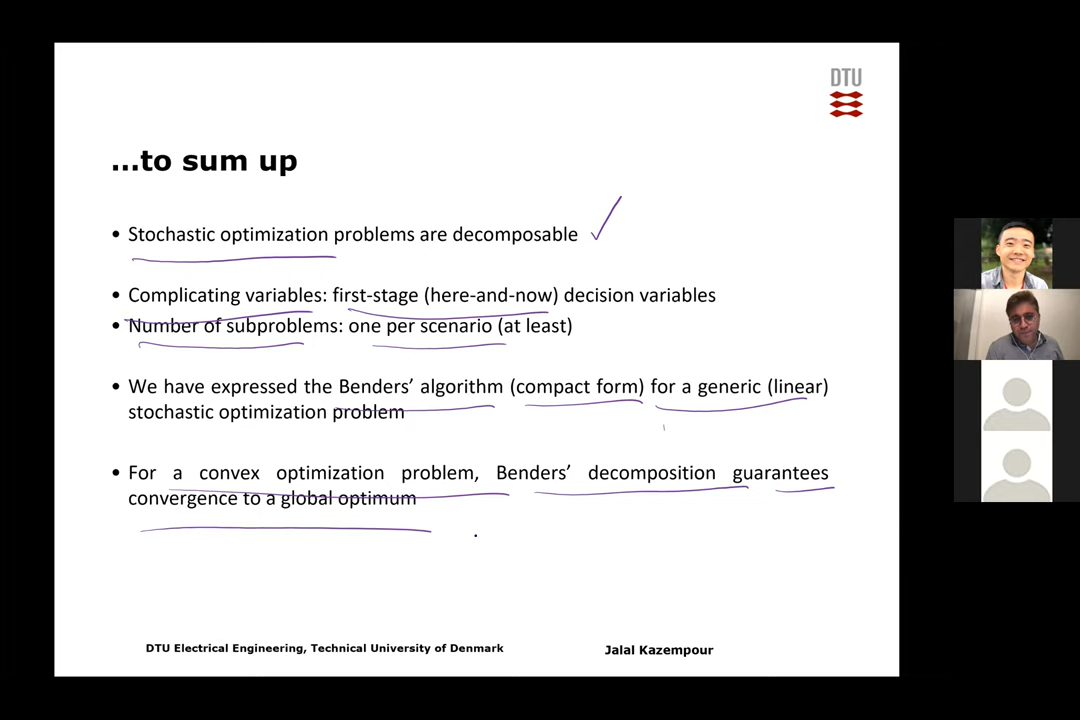 DTU
...to sum up
• Stochastic optimization problems are decomposable
• Complicating variables: first-stage (here-and-now) decision variables
• Number of subproblems: one per scenario (at least)
• We have expressed the Benders’ algorithm (compact form) for a generic (linear)
stochastic optimization problem
• For a convex optimization problem, Benders’ decomposition guarantees
convergence to a global optimum
DTU Electrical Engineering, Technical University of Denmark
Jalal Kazempour